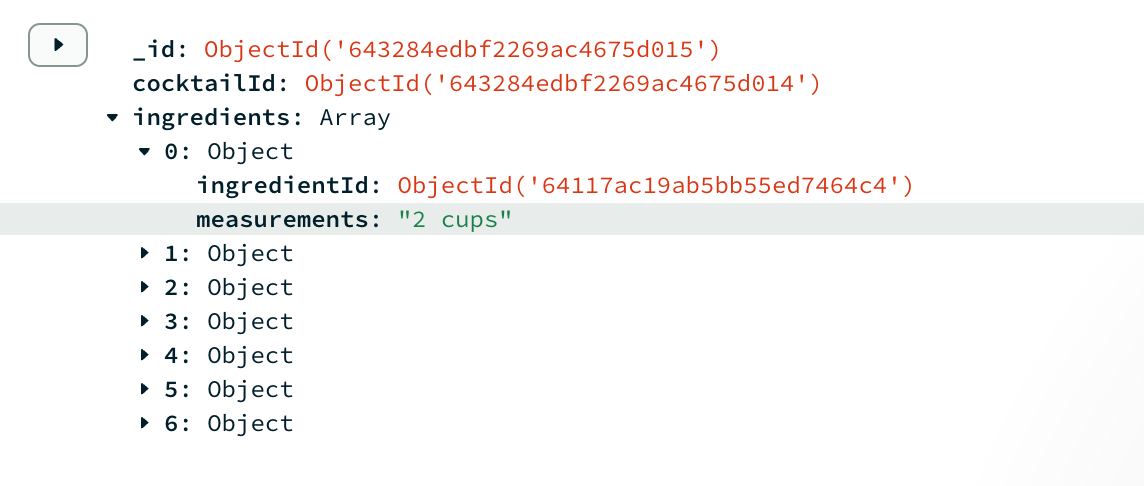 _id: ObjectId('643284edbf2269ac4675d015')
cocktailId: ObjectId('643284edbf2269ac4675d014')
ingredients: Array
0: Object
ingredientId: ObjectId('64117ac19ab5bb55ed7464c4')
measurements: "2 cups"
1: Object
2: Object
3: Object
4: Object
5: Object
6: Object